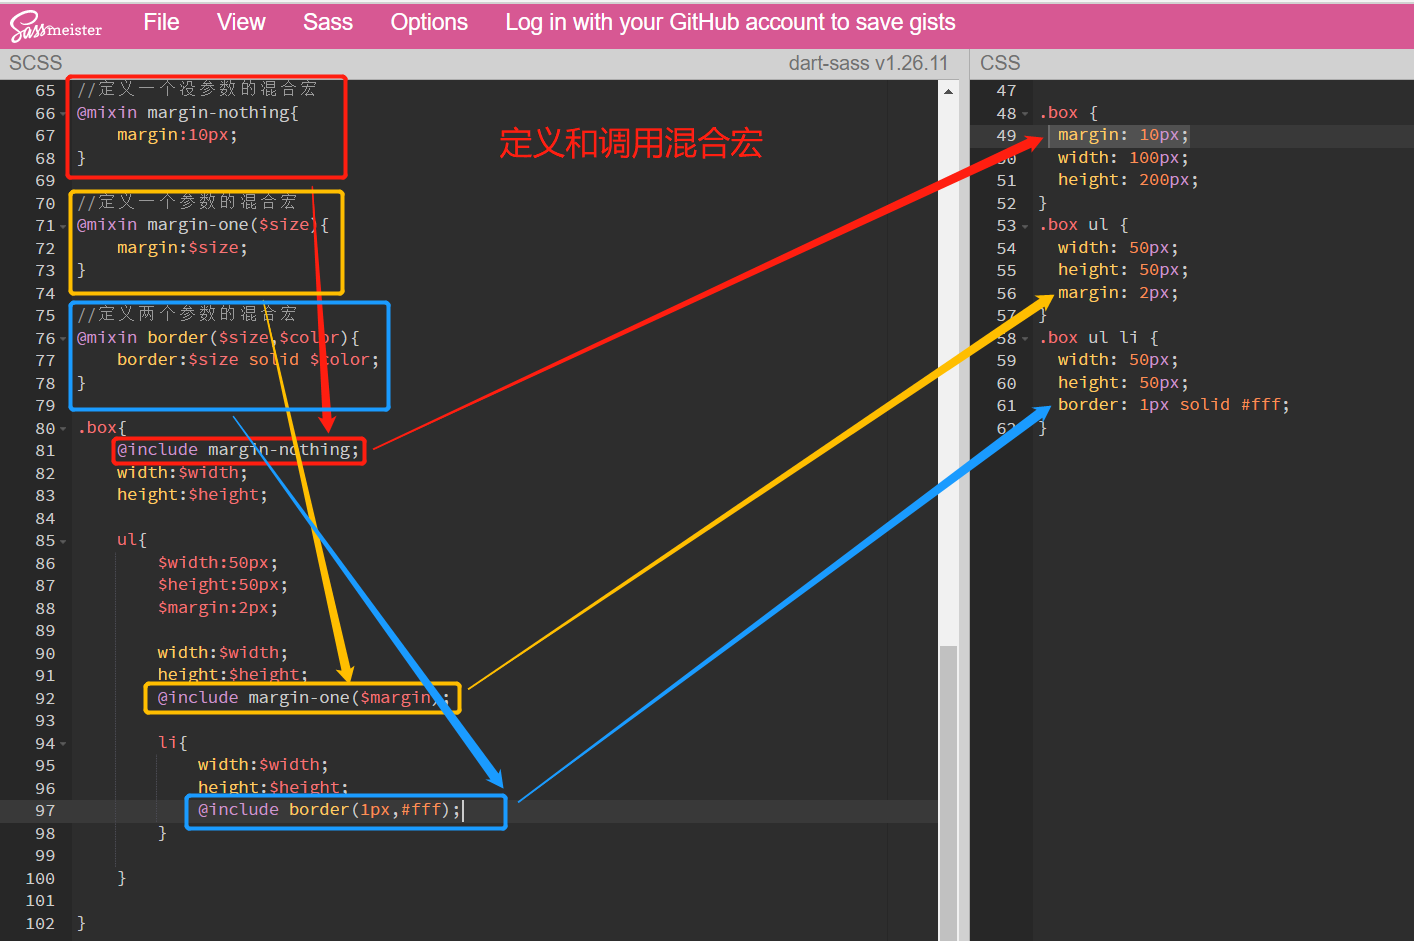 Sassmeister File View Sass Options Log in with your GitHub account to save gists
SCSS dart-sass v1.26.11
65 //定义一个没参数的混合宏
66 @mixin margin-nothing{
67 margin:10px;
68 }
69
70 //定义一个参数的混合宏
71 @mixin margin-one($size){
72 margin:$size;
73 }
74
75 //定义两个参数的混合宏
76 @mixin border($size,$color){
77 border:$size solid $color;
78 }
79
80 .box{
81 @include margin-nothing;
82 width:$width;
83 height:$height;
84
85 ul{
86 $width:50px;
87 $height:50px;
88 $margin:2px;
89
90 width:$width;
91 height:$height;
92 @include margin-one($margin);
93
94 li{
95 width:$width;
96 height:$height;
97 @include border(1px,#fff);
98 }
99
100 }
101
102 }
定义和调用混合宏
CSS
47
48 .box {
49 margin: 10px;
50 width: 100px;
51 height: 200px;
52 }
53 .box ul {
54 width: 50px;
55 height: 50px;
56 margin: 2px;
57 }
58 .box ul li {
59 width: 50px;
60 height: 50px;
61 border: 1px solid #fff;
62 }